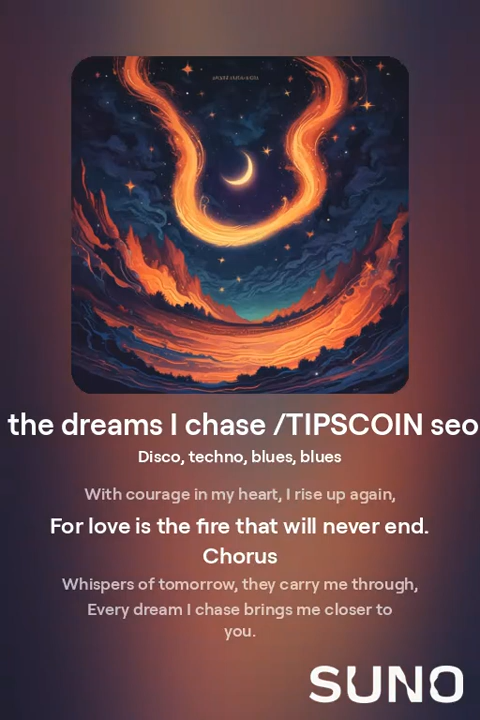 the dreams I chase /TIPSCOIN seo
Disco, techno, blues, blues
With courage in my heart, I rise up again,
For love is the fire that will never end.
Chorus
Whispers of tomorrow, they carry me through,
Every dream I chase brings me closer to
you.
SUNO